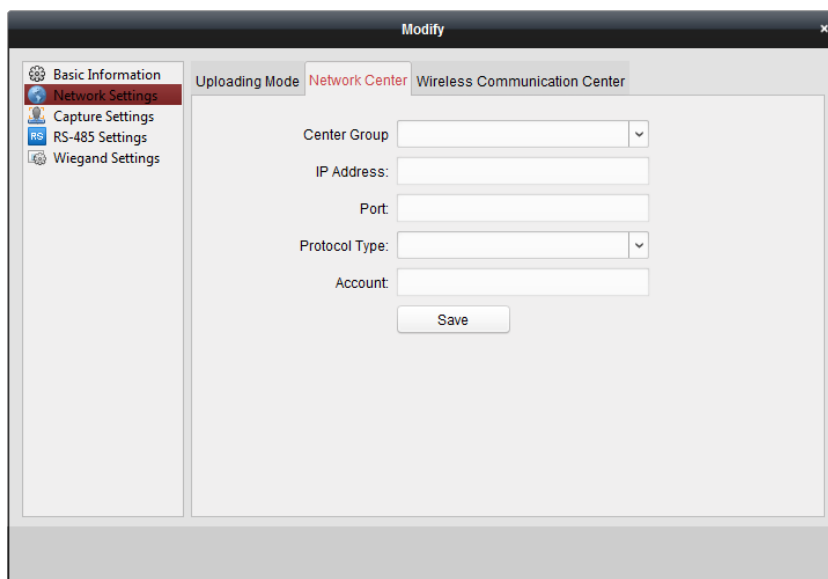 Modify
×
Basic Information
Network Settings
Capture Settings
RS RS-485 Settings
Wiegand Settings
Uploading Mode Network Center Wireless Communication Center
Center Group
IP Address:
Port:
Protocol Type:
Account:
Save